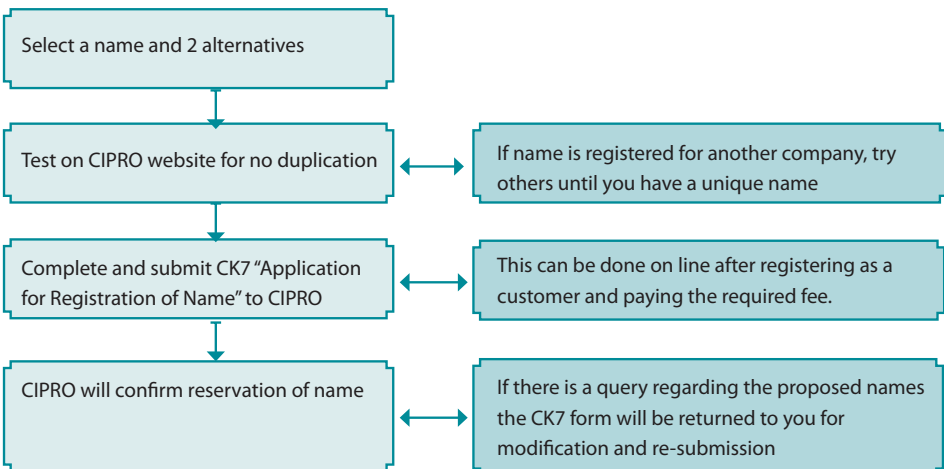 Select a name and 2 alternatives
Test on CIPRO website for no duplication
If name is registered for another company, try
others until you have a unique name
Complete and submit CK7 “Application
for Registration of Name” to CIPRO
This can be done on line after registering as a
customer and paying the required fee.
CIPRO will confirm reservation of name
If there is a query regarding the proposed names
the CK7 form will be returned to you for
modification and re-submission